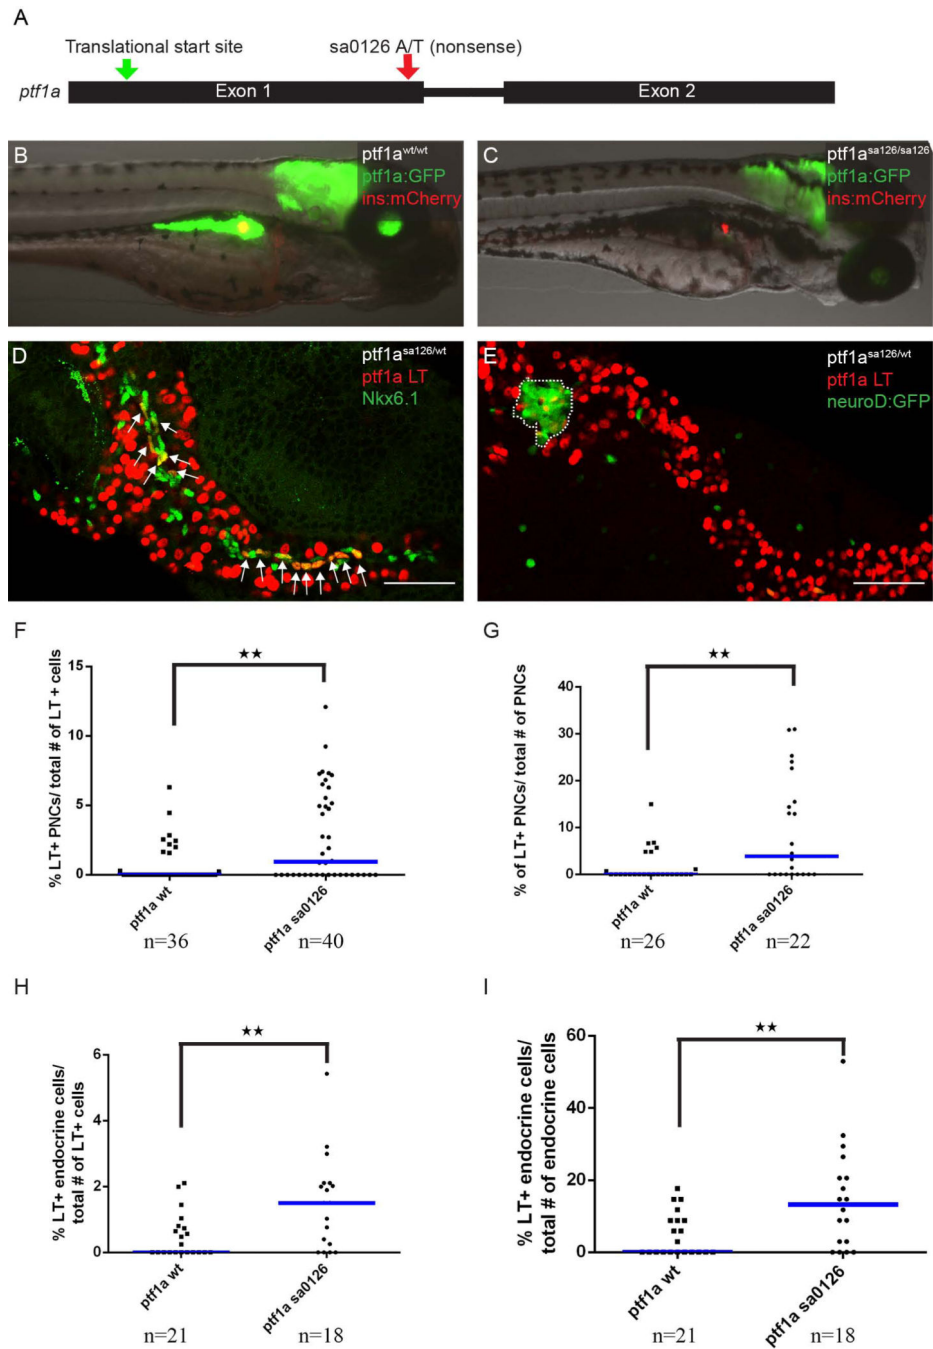 A
Translational start site
sa0126 A/T (nonsense)
ptf1a
Exon 1
Exon 2
B
ptf1a wt/wt
ptf1a:GFP
ins:mCherry
C
ptf1a sa126/sa126
ptf1a:GFP
ins:mCherry
D
ptf1a sa126/wt
ptf1a LT
Nkx6.1
E
ptf1a sa126/wt
ptf1a LT
neuroD:GFP
F
% LT+ PNCs/ total # of LT + cells
15
10
5
0
★★
ptf1a wt
ptf1a sa0126
n=36
n=40
G
% of LT+ PNCs/ total # of PNCs
40
30
20
10
0
★★
ptf1a wt
ptf1a sa0126
n=26
n=22
H
% LT+ endocrine cells/
total # of LT+ cells
6
4
2
0
★★
ptf1a wt
ptf1a sa0126
n=21
n=18
I
% LT+ endocrine cells/
total # of endocrine cells
60
40
20
0
★★
ptf1a wt
ptf1a sa0126
n=21
n=18